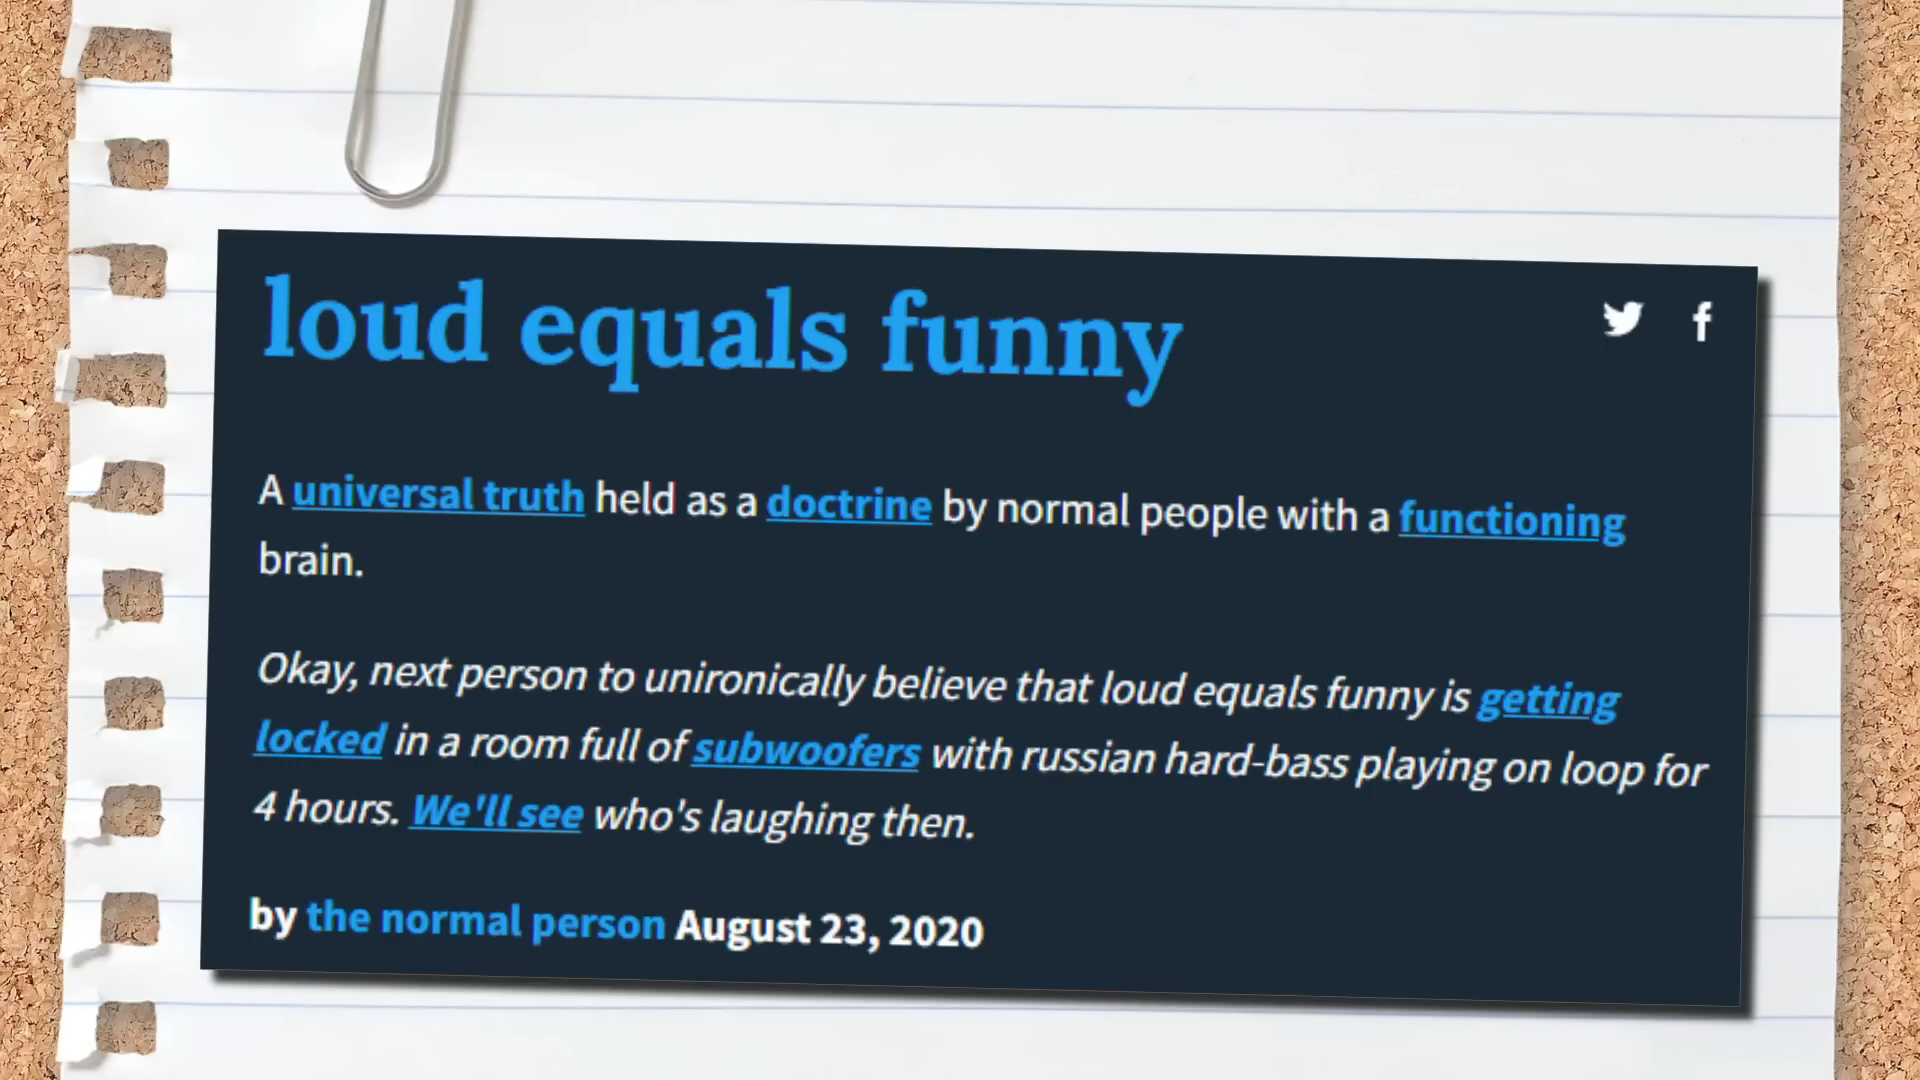 loud equals funny
A universal truth held as a doctrine by normal people with a functioning
brain.
Okay, next person to unironically believe that loud equals funny is getting
locked in a room full of subwoofers with russian hard-bass playing on loop for
4 hours. We'll see who's laughing then.
by the normal person August 23, 2020